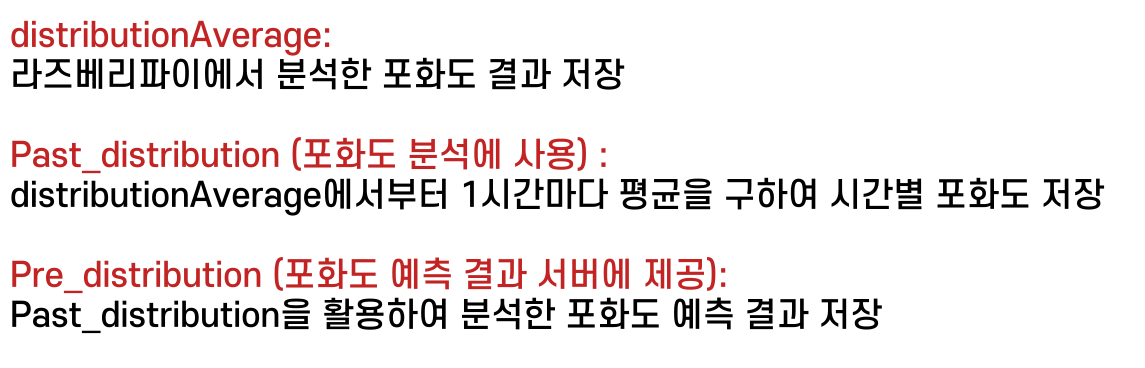 distributionAverage:
라즈베리파이에서 분석한 포화도 결과 저장
Past_distribution (포화도 분석에 사용) :
distributionAverage에서부터 1시간마다 평균을 구하여 시간별 포화도 저장
Pre_distribution (포화도 예측 결과 서버에 제공):
Past_distribution을 활용하여 분석한 포화도 예측 결과 저장